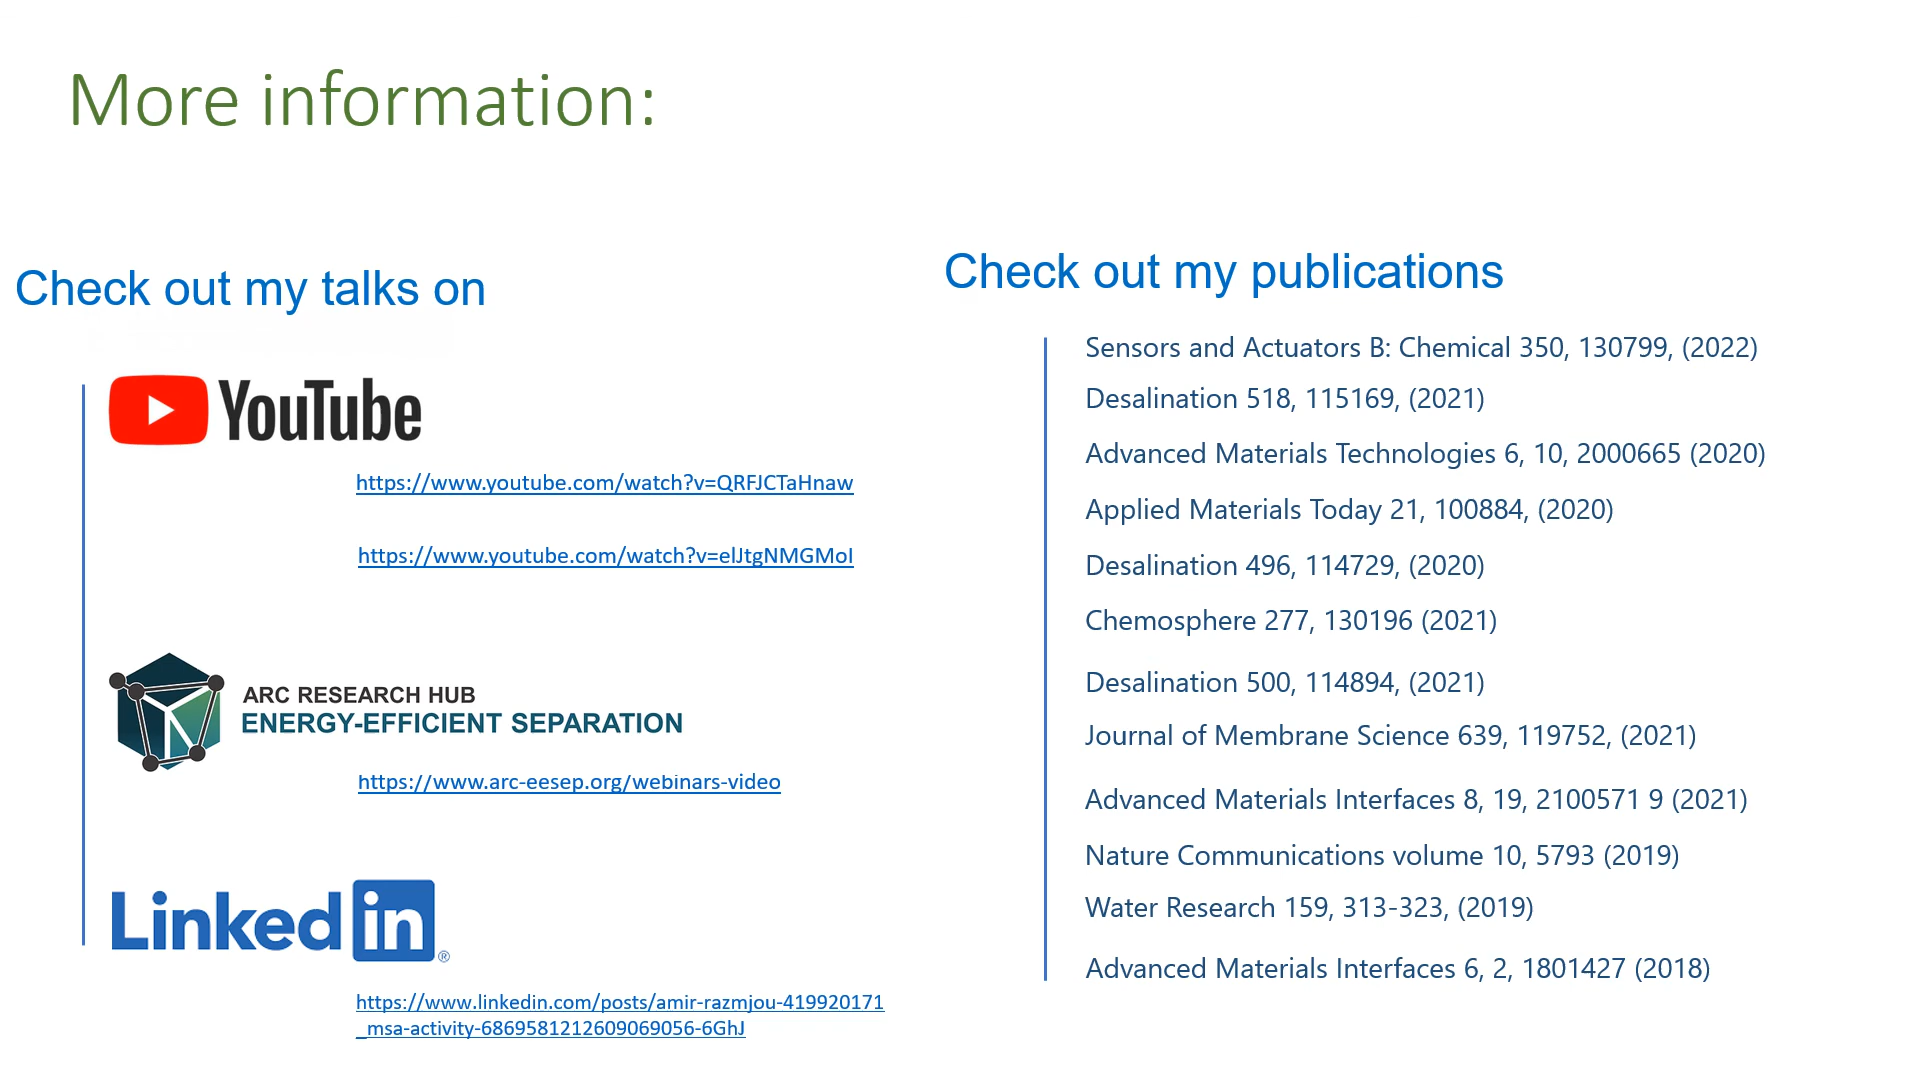 More information:
Check out my talks on
YouTube
https://www.youtube.com/watch?v=QRFJCTaHnaw
https://www.youtube.com/watch?v=elJtgNMGMoI
ARC RESEARCH HUB
ENERGY-EFFICIENT SEPARATION
https://www.arc-eesep.org/webinars-video
Linked in ®
https://www.linkedin.com/posts/amir-razmjou-419920171
_msa-activity-6869581212609069056-6GhJ
Check out my publications
Sensors and Actuators B: Chemical 350, 130799, (2022)
Desalination 518, 115169, (2021)
Advanced Materials Technologies 6, 10, 2000665 (2020)
Applied Materials Today 21, 100884, (2020)
Desalination 496, 114729, (2020)
Chemosphere 277, 130196 (2021)
Desalination 500, 114894, (2021)
Journal of Membrane Science 639, 119752, (2021)
Advanced Materials Interfaces 8, 19, 2100571 9 (2021)
Nature Communications volume 10, 5793 (2019)
Water Research 159, 313-323, (2019)
Advanced Materials Interfaces 6, 2, 1801427 (2018)